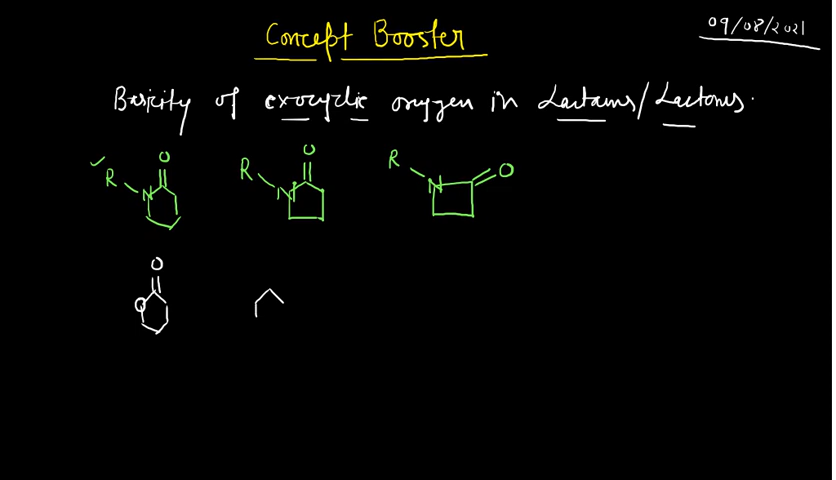 Concept Booster
09/08/2021
Basicity of exocyclic oxygen in Lactams/Lactones.
O O
R N R N R N O
O
O